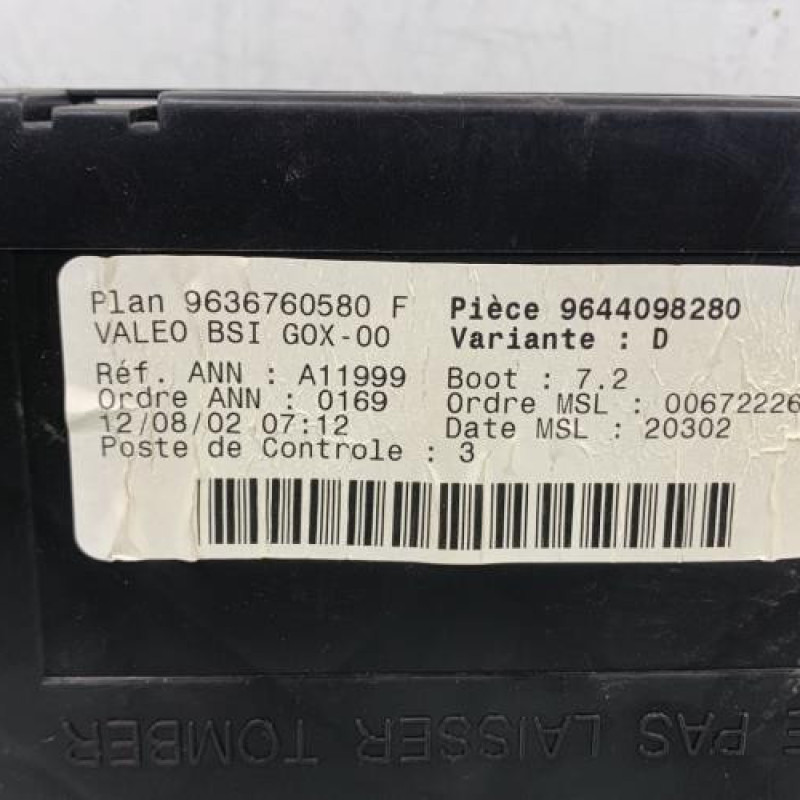 Plan 9636760580 F Pièce 9644098280
VALEO BSI G0X-00 Variante : D
Réf. ANN : A11999 Boot : 7.2
Ordre ANN : 0169 Ordre MSL : 00672226
12/08/02 07:12 Date MSL : 20302
Poste de Controle : 3
E PAS LAISSER TOMBER